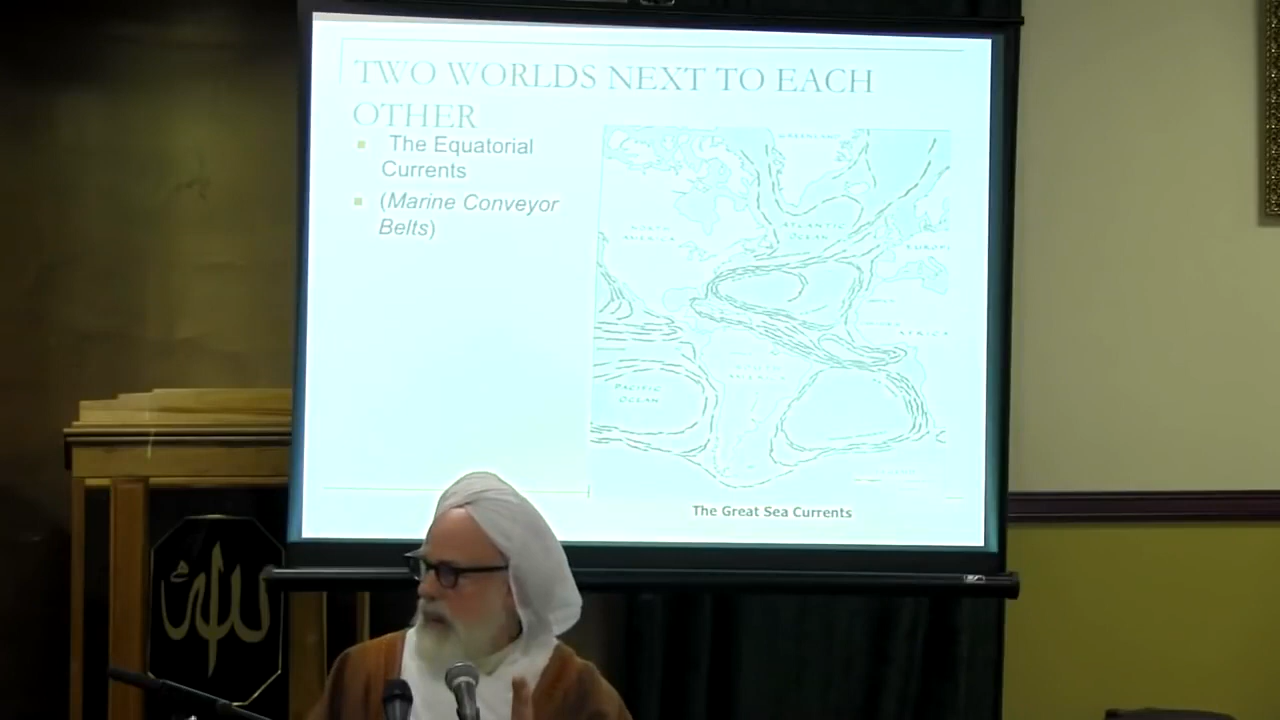 TWO WORLDS NEXT TO EACH
OTHER
The Equatorial
Currents
(Marine Conveyor
Belts)
GREENLAND
NORTH
AMERICA
ATLANTIC
OCEAN
EUROPE
AFRICA
SOUTH
AMERICA
PACIFIC
OCEAN
The Great Sea Currents
الله